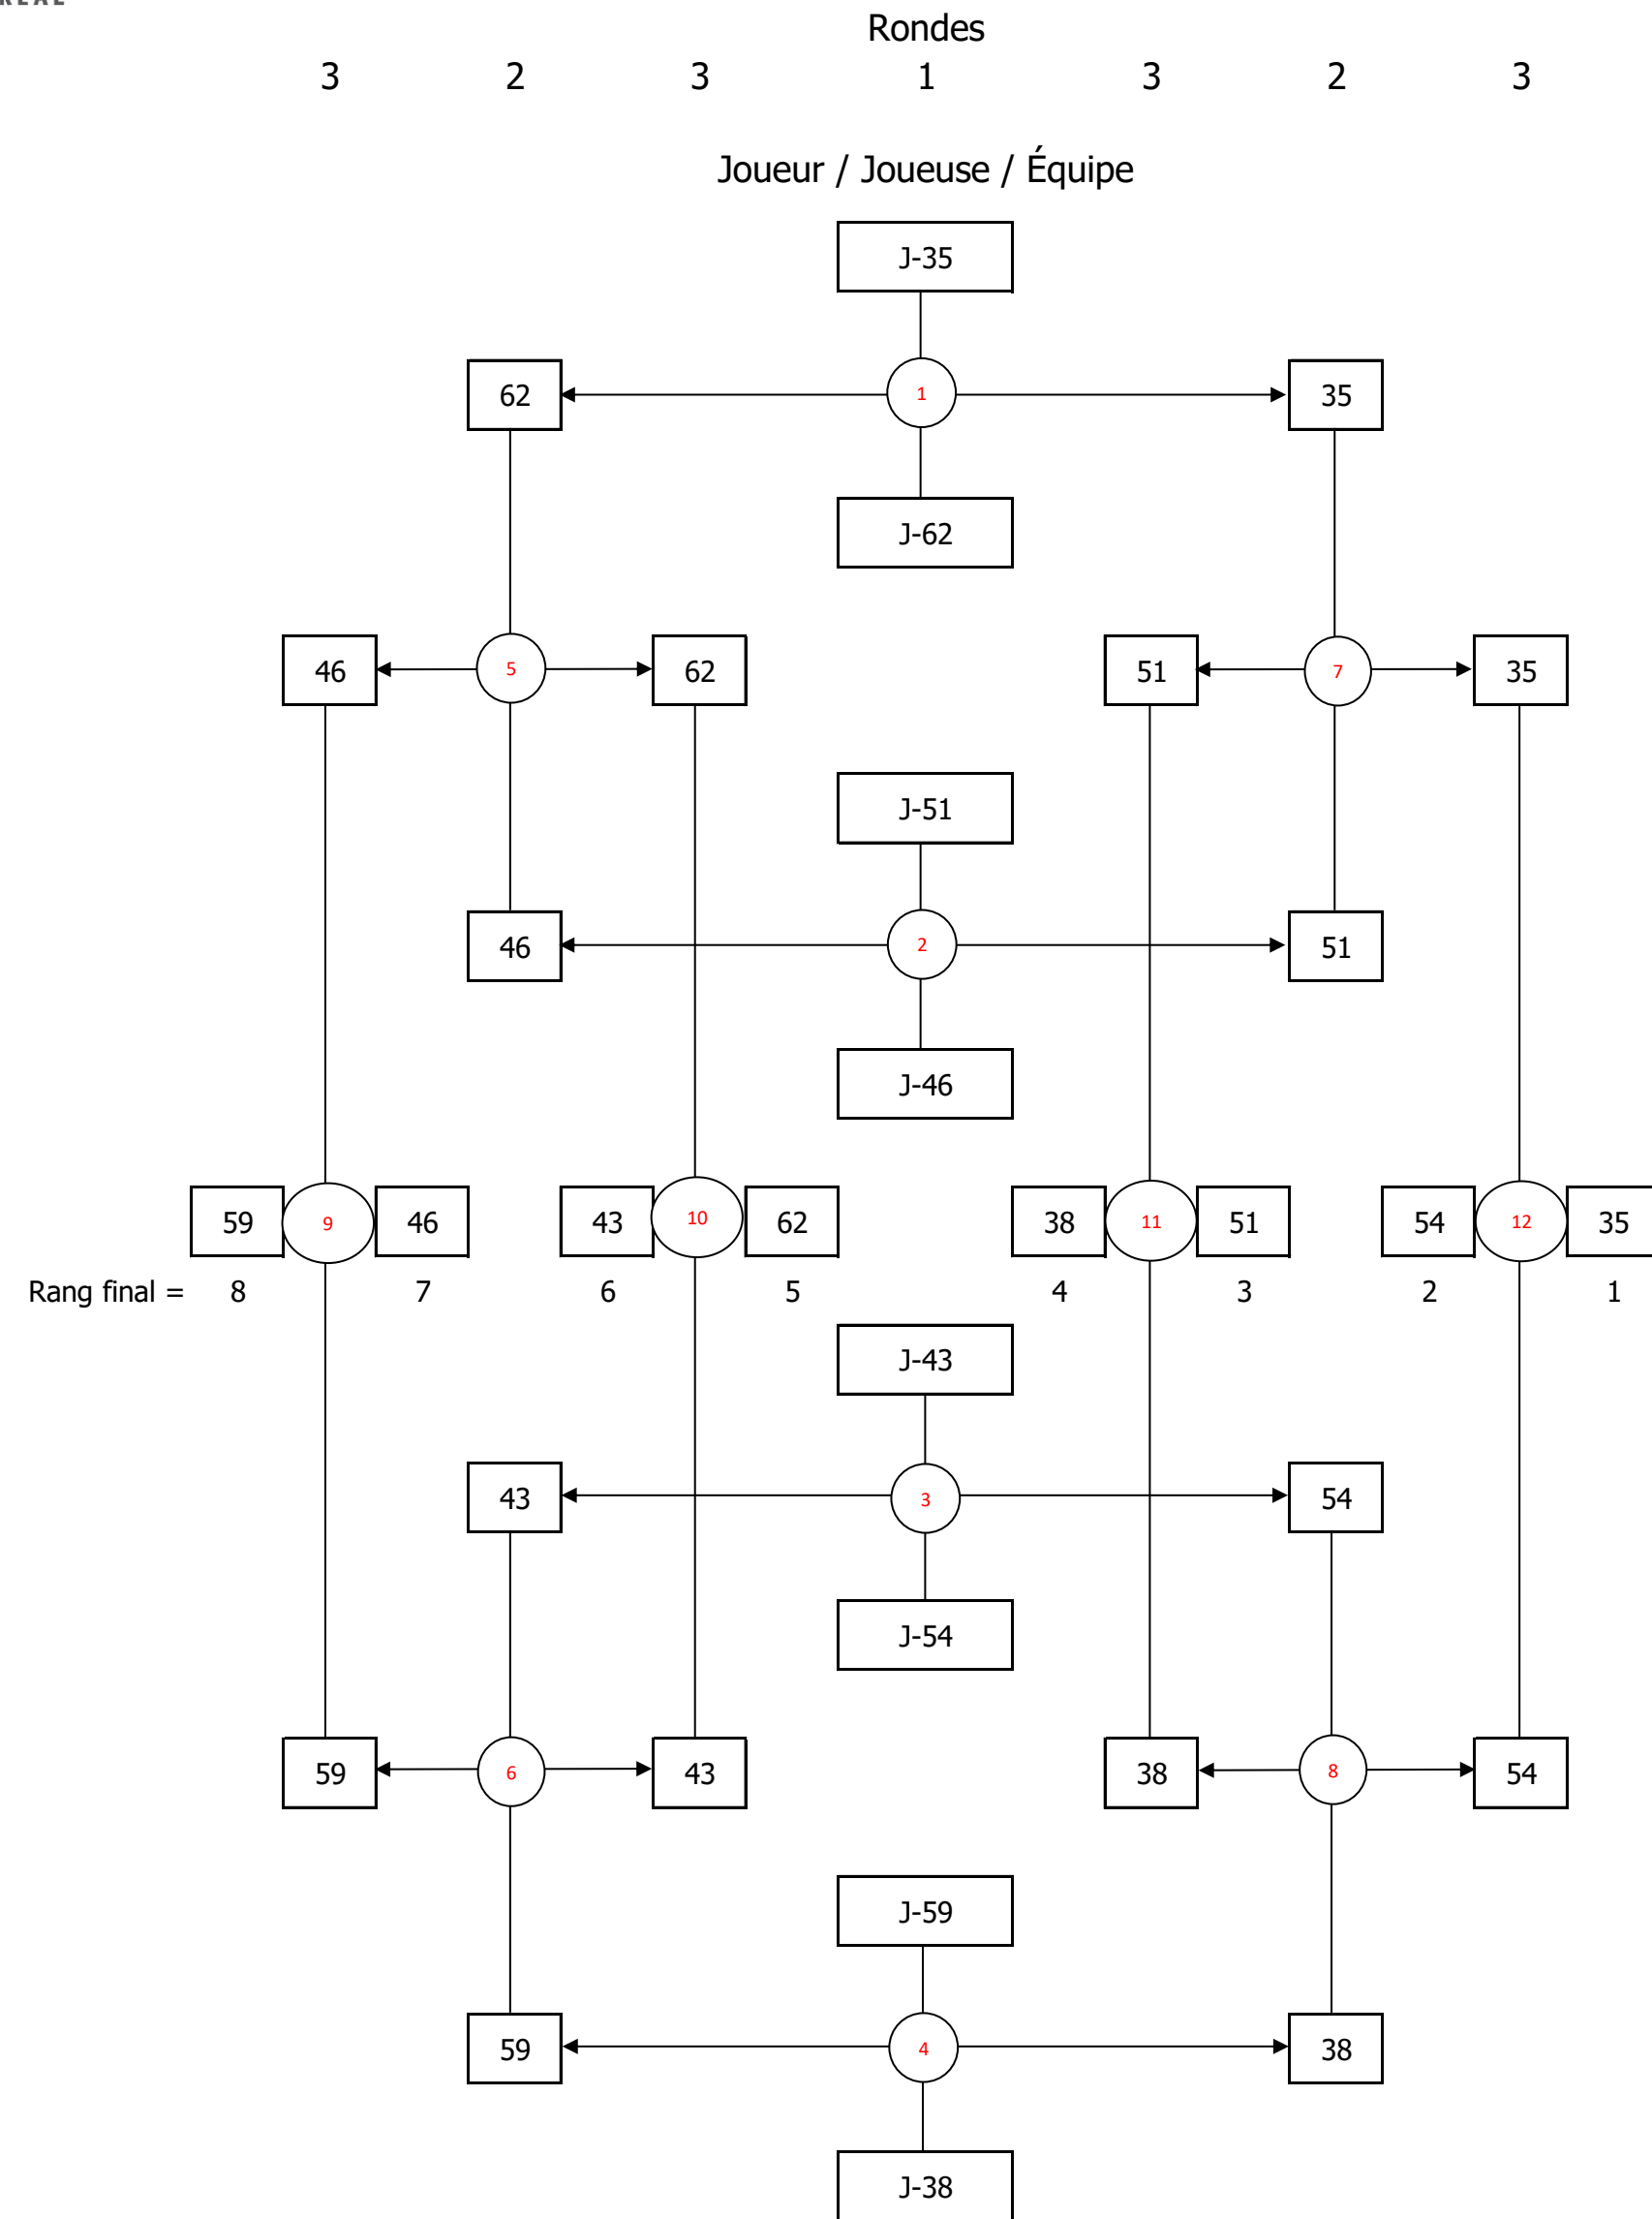 Rondes
3 2 3 1 3 2 3
Joueur / Joueuse / Équipe
J-35
62 1 35
J-62
46 5 62 51 7 35
J-51
46 2 51
J-46
59 9 46 43 10 62 38 11 51 54 12 35
Rang final = 8 7 6 5 4 3 2 1
J-43
43 3 54
J-54
59 6 43 38 8 54
J-59
59 4 38
J-38